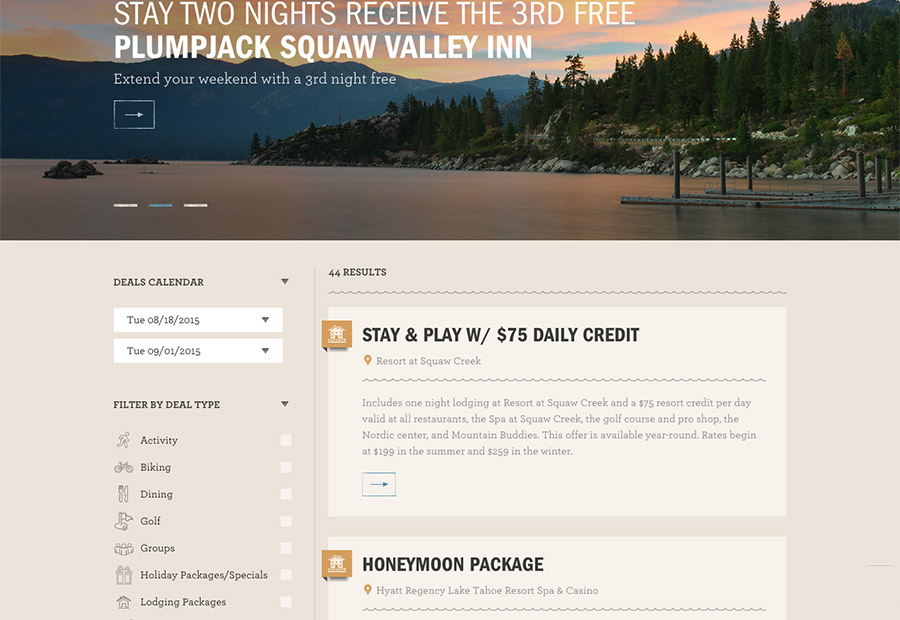 STAY TWO NIGHTS RECEIVE THE 3RD FREE
PLUMPJACK SQUAW VALLEY INN
Extend your weekend with a 3rd night free
DEALS CALENDAR
Tue 08/18/2015
Tue 09/01/2015
FILTER BY DEAL TYPE
Activity
Biking
Dining
Golf
Groups
Holiday Packages/Specials
Lodging Packages
44 RESULTS
STAY & PLAY W/ $75 DAILY CREDIT
Resort at Squaw Creek
Includes one night lodging at Resort at Squaw Creek and a $75 resort credit per day
valid at all restaurants, the Spa at Squaw Creek, the golf course and pro shop, the
Nordic center, and Mountain Buddies. This offer is available year-round. Rates begin
at $199 in the summer and $259 in the winter.
HONEYMOON PACKAGE
Hyatt Regency Lake Tahoe Resort Spa & Casino